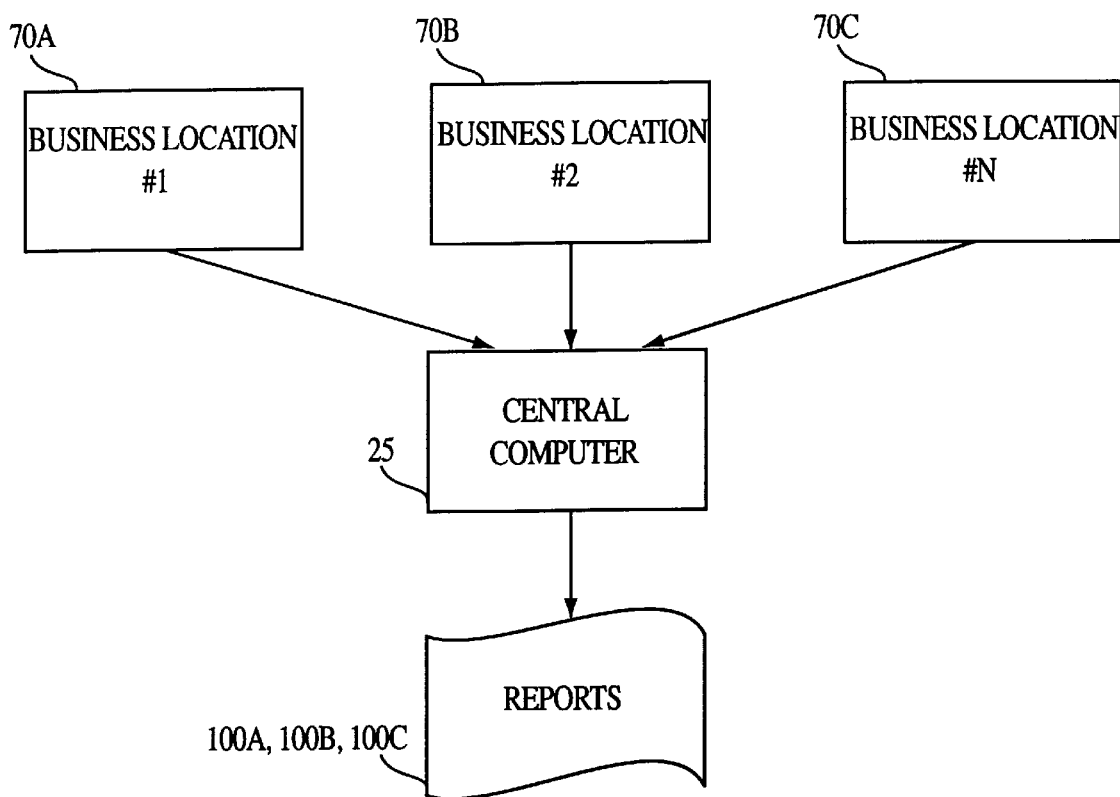 70A
70B
70C
BUSINESS LOCATION
#1
BUSINESS LOCATION
#2
BUSINESS LOCATION
#N
CENTRAL
COMPUTER
25
REPORTS
100A, 100B, 100C